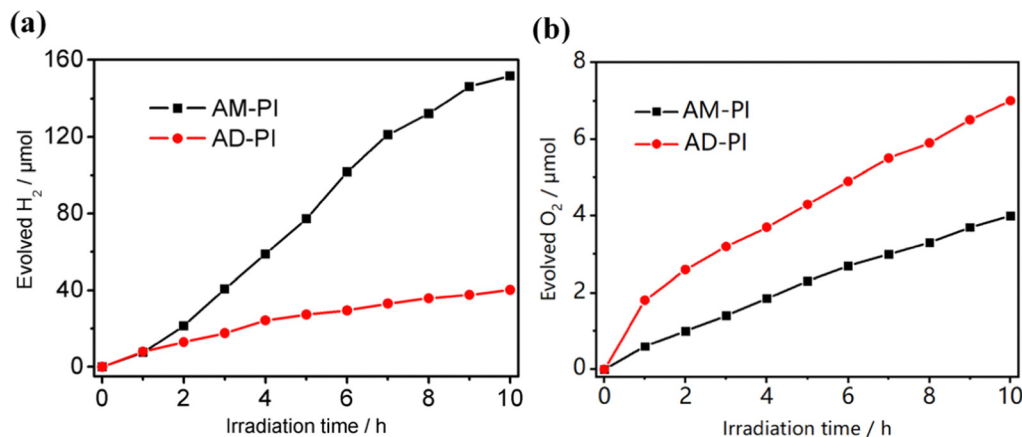 (a)
160
120
80
40
0
Evolved H₂ / μmol
AM-PI
AD-PI
0 2 4 6 8 10
Irradiation time / h
(b)
8
6
4
2
0
Evolved O₂ / μmol
AM-PI
AD-PI
0 2 4 6 8 10
Irradiation time / h